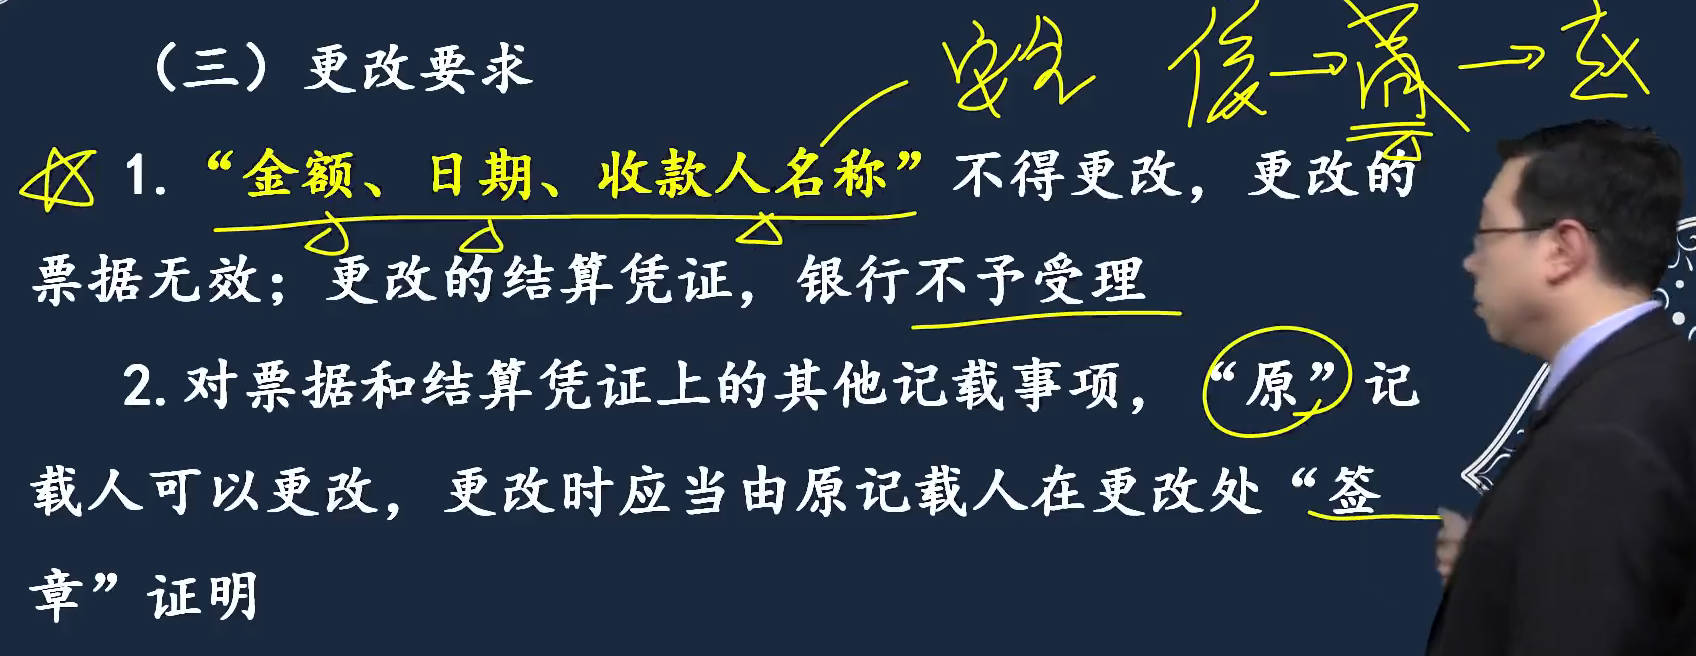 安全
（三）更改要求
1.“金额、日期、收款人名称”不得更改，更改的
票据无效；更改的结算凭证，银行不予受理
2.对票据和结算凭证上的其他记载事项，“原”记
载人可以更改，更改时应当由原记载人在更改处“签
章”证明